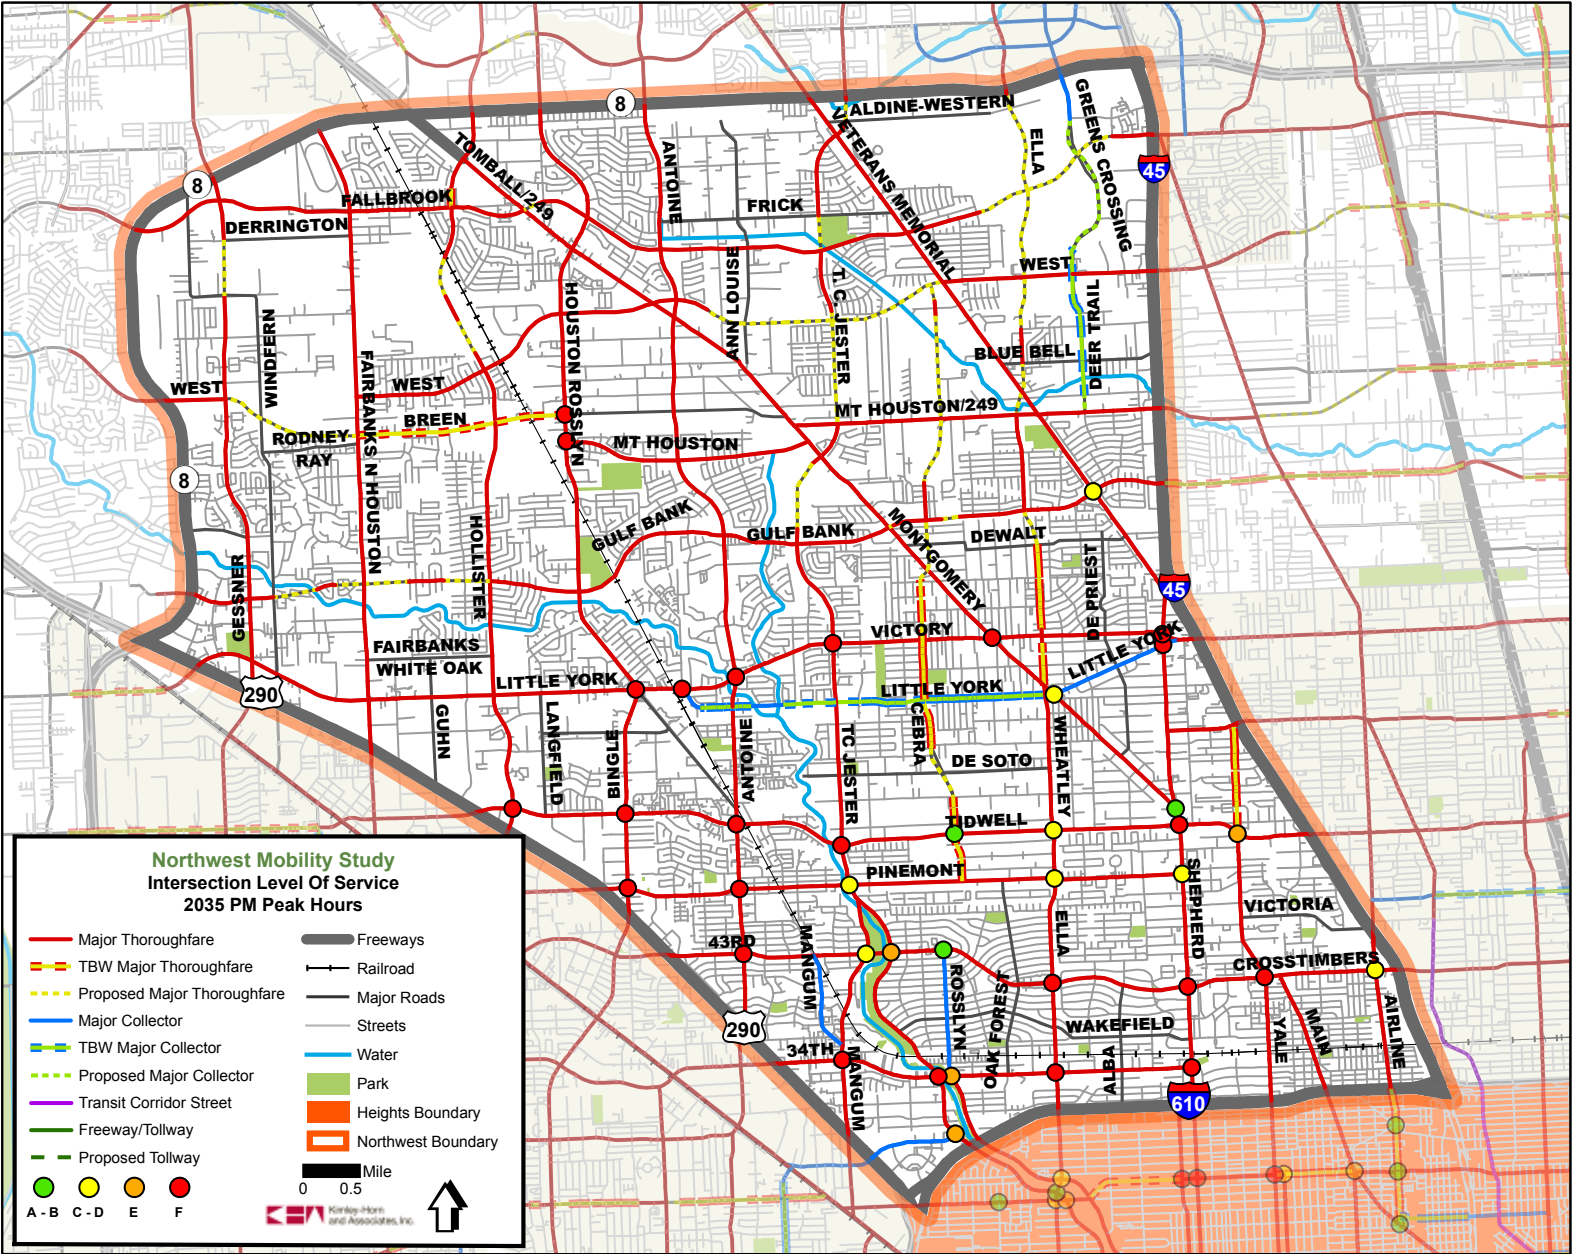 8
ALDINE-WESTERN
GREENS CROSSING
VETERANS MEMORIAL
ELLA
45
TOMBALL/249
ANTOINE
8
FALLBROOK
FRICK
DERRINGTON
ANN LOUISE
T. C. JESTER
WEST
HOUSTON ROSSLYN
DEER TRAIL
WINDFERN
FAIRBANKS N HOUSTON
BLUE BELL
WEST
WEST
BREEN
MT HOUSTON/249
RODNEY
RAY
MT HOUSTON
8
HOLLISTER
GULF BANK
GULF BANK
MONTGOMERY
DEWALT
DE PRIEST
GESSNER
45
VICTORY
LITTLE YORK
FAIRBANKS
WHITE OAK
LITTLE YORK
LITTLE YORK
290
GUHN
LANGFIELD
BINGLE
ANTOINE
TC JESTER
CEBRA
WHEATLEY
DE SOTO
TIDWELL
PINEMONT
SHEPHERD
VICTORIA
43RD
MANGUM
ELLA
CROSSTIMBERS
ROSSLYN
OAK FOREST
290
WAKEFIELD
YALE
MAIN
AIRLINE
34TH
MANGUM
ALBA
610
Northwest Mobility Study
Intersection Level Of Service
2035 PM Peak Hours
Major Thoroughfare
TBW Major Thoroughfare
Proposed Major Thoroughfare
Major Collector
TBW Major Collector
Proposed Major Collector
Transit Corridor Street
Freeway/Tollway
Proposed Tollway
A - B
C - D
E
F
Freeways
Railroad
Major Roads
Streets
Water
Park
Heights Boundary
Northwest Boundary
Mile
0 0.5
Kimley-Horn
and Associates, Inc.